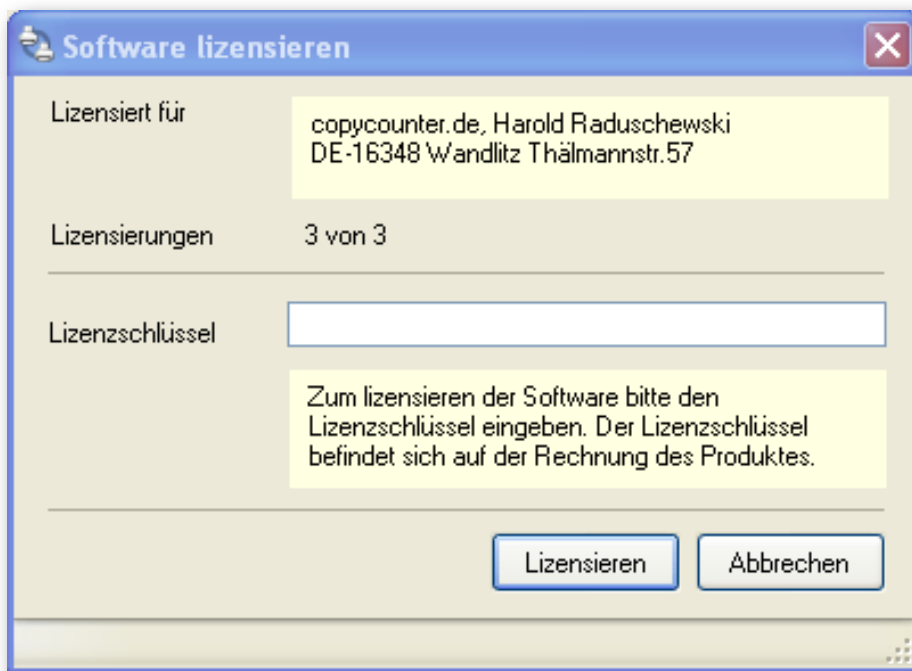 Software lizensieren
Lizensiert für
copycounter.de, Harold Raduschewski
DE-16348 Wandlitz Thälmannstr.57
Lizensierungen
3 von 3
Lizenzschlüssel
Zum lizensieren der Software bitte den
Lizenzschlüssel eingeben. Der Lizenzschlüssel
befindet sich auf der Rechnung des Produktes.
Lizensieren
Abbrechen